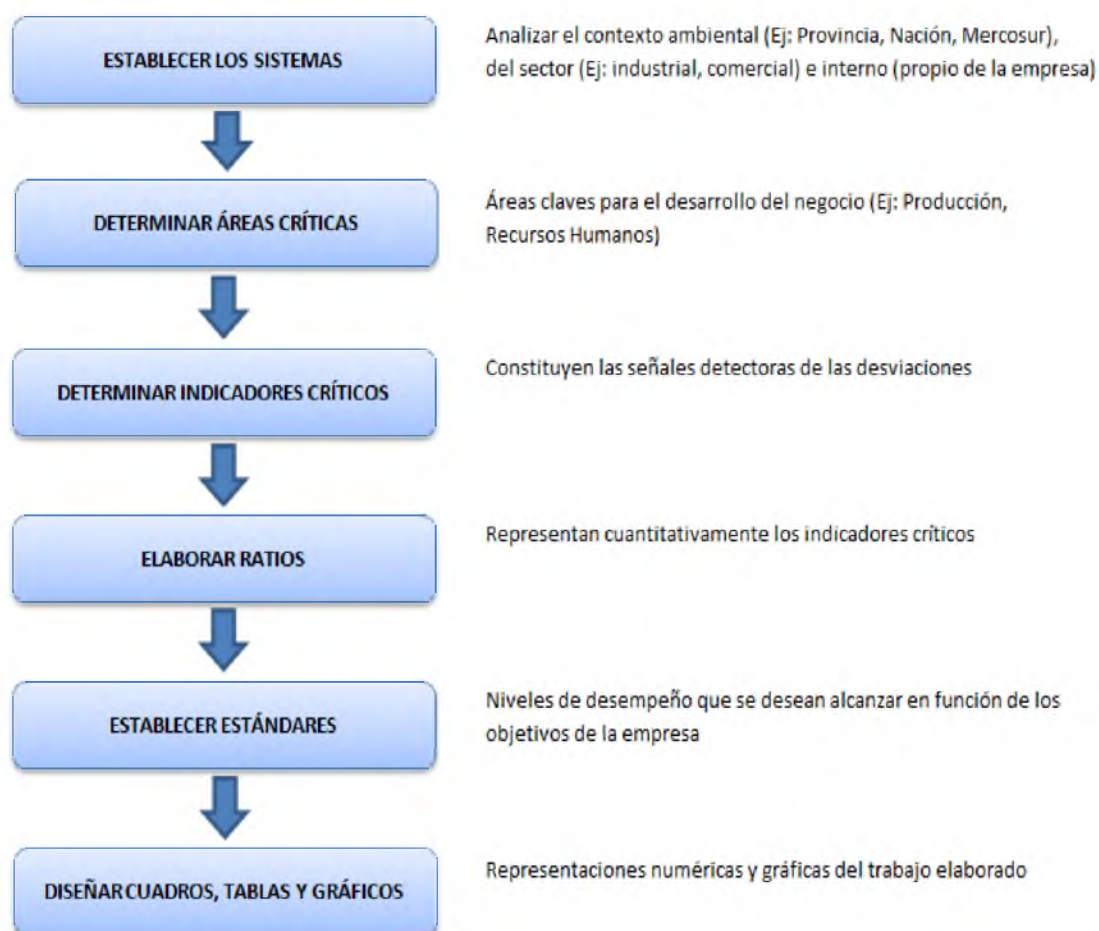 ESTABLECER LOS SISTEMAS
Analizar el contexto ambiental (Ej: Provincia, Nación, Mercosur),
del sector (Ej: industrial, comercial) e interno (propio de la empresa)
DETERMINAR ÁREAS CRÍTICAS
Áreas claves para el desarrollo del negocio (Ej: Producción,
Recursos Humanos)
DETERMINAR INDICADORES CRÍTICOS
Constituyen las señales detectoras de las desviaciones
ELABORAR RATIOS
Representan cuantitativamente los indicadores críticos
ESTABLECER ESTÁNDARES
Niveles de desempeño que se desean alcanzar en función de los
objetivos de la empresa
DISEÑAR CUADROS, TABLAS Y GRÁFICOS
Representaciones numéricas y gráficas del trabajo elaborado